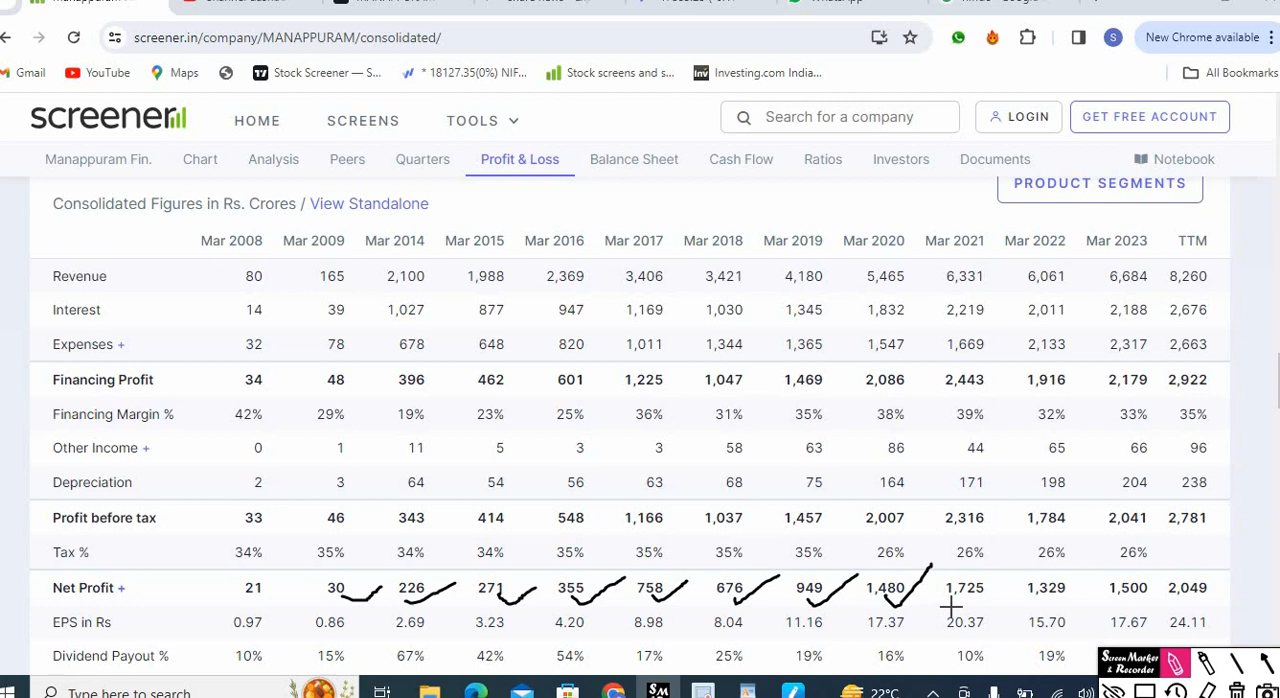 screener.in/company/MANAPPURAM/consolidated/
New Chrome available
Gmail YouTube Maps Stock Screener — S... * 18127.35(0%) NIF... Stock screens and s... Investing.com India... All Bookmarks
screener HOME SCREENS TOOLS Search for a company LOGIN GET FREE ACCOUNT
Manappuram Fin. Chart Analysis Peers Quarters Profit & Loss Balance Sheet Cash Flow Ratios Investors Documents Notebook
PRODUCT SEGMENTS
Consolidated Figures in Rs. Crores / View Standalone
Mar 2008 Mar 2009 Mar 2014 Mar 2015 Mar 2016 Mar 2017 Mar 2018 Mar 2019 Mar 2020 Mar 2021 Mar 2022 Mar 2023 TTM
Revenue 80 165 2,100 1,988 2,369 3,406 3,421 4,180 5,465 6,331 6,061 6,684 8,260
Interest 14 39 1,027 877 947 1,169 1,030 1,345 1,832 2,219 2,011 2,188 2,676
Expenses + 32 78 678 648 820 1,011 1,344 1,365 1,547 1,669 2,133 2,317 2,663
Financing Profit 34 48 396 462 601 1,225 1,047 1,469 2,086 2,443 1,916 2,179 2,922
Financing Margin % 42% 29% 19% 23% 25% 36% 31% 35% 38% 39% 32% 33% 35%
Other Income + 0 1 11 5 3 3 58 63 86 44 65 66 96
Depreciation 2 3 64 54 56 63 68 75 164 171 198 204 238
Profit before tax 33 46 343 414 548 1,166 1,037 1,457 2,007 2,316 1,784 2,041 2,781
Tax % 34% 35% 34% 34% 35% 35% 35% 35% 26% 26% 26% 26%
Net Profit + 21 30 226 271 355 758 676 949 1,480 1,725 1,329 1,500 2,049
EPS in Rs 0.97 0.86 2.69 3.23 4.20 8.98 8.04 11.16 17.37 20.37 15.70 17.67 24.11
Dividend Payout % 10% 15% 67% 42% 54% 17% 25% 19% 16% 10% 19%
Screen Marker
& Recorder
Type here to search 22°C